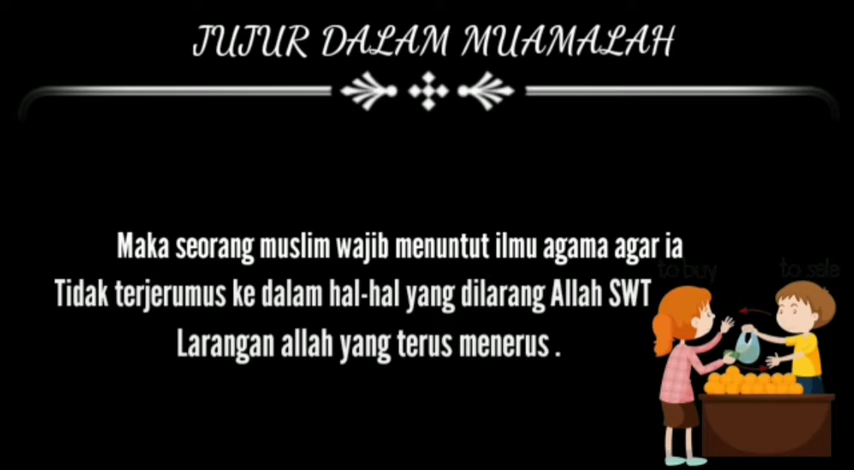 JUJUR DALAM MUAMALAH
Maka seorang muslim wajib menuntut ilmu agama agar ia
Tidak terjerumus ke dalam hal-hal yang dilarang Allah SWT
Larangan allah yang terus menerus .
to buy
to sale